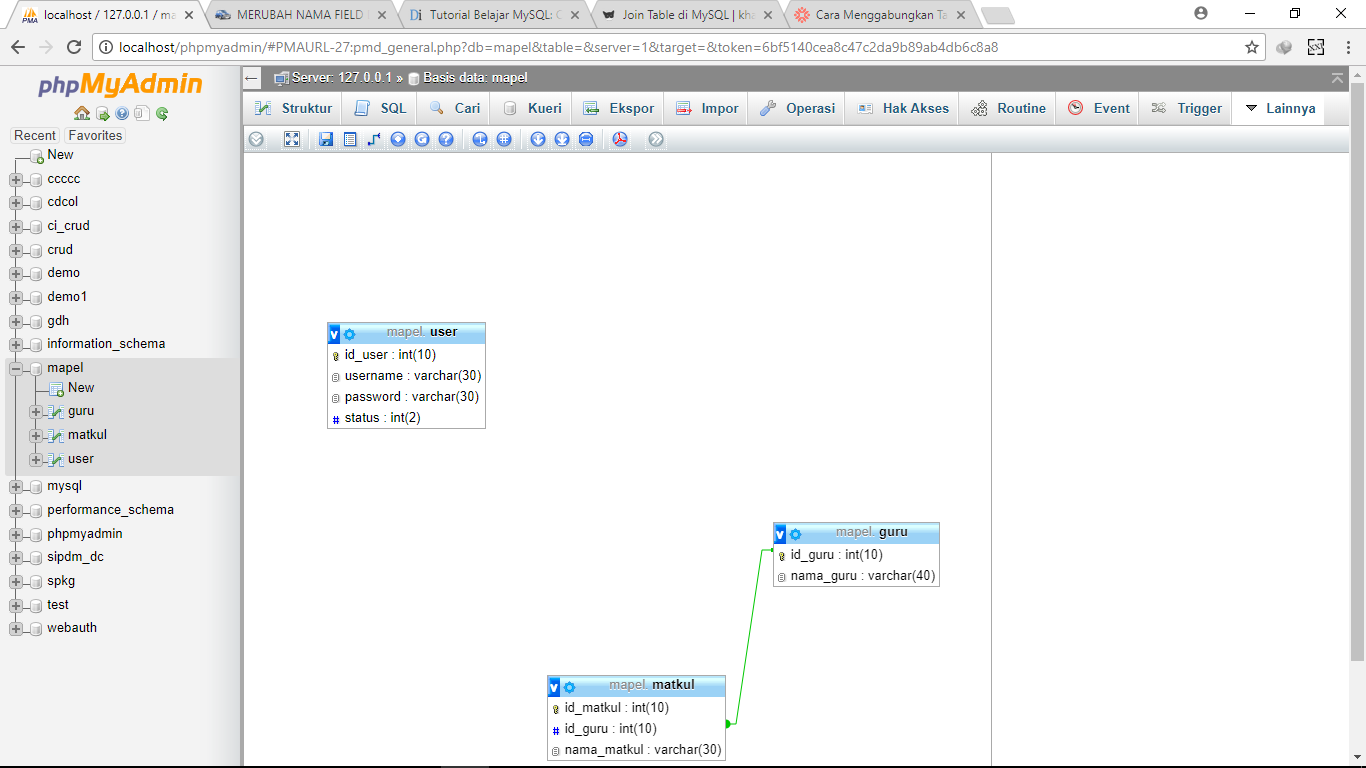 localhost / 127.0.0.1 / ma
MERUBAH NAMA FIELD
Tutorial Belajar MySQL: C
Join Table di MySQL | kha
Cara Menggabungkan Ta
localhost/phpmyadmin/#PMAURL-27:pmd_general.php?db=mapel&table=&server=1&target=&token=6bf5140cea8c47c2da9b89ab4db6c8a8
phpMyAdmin
Recent Favorites
New
ccccc
cdcol
ci_crud
crud
demo
demo1
gdh
information_schema
mapel
New
guru
matkul
user
mysql
performance_schema
phpmyadmin
sipdm_dc
spkg
test
webauth
Server: 127.0.0.1 » Basis data: mapel
Struktur SQL Cari Kueri Ekspor Impor Operasi Hak Akses Routine Event Trigger Lainnya
v mapel. user
id_user : int(10)
username : varchar(30)
password : varchar(30)
# status : int(2)
v mapel. guru
id_guru : int(10)
nama_guru : varchar(40)
v mapel. matkul
id_matkul : int(10)
# id_guru : int(10)
nama_matkul : varchar(30)